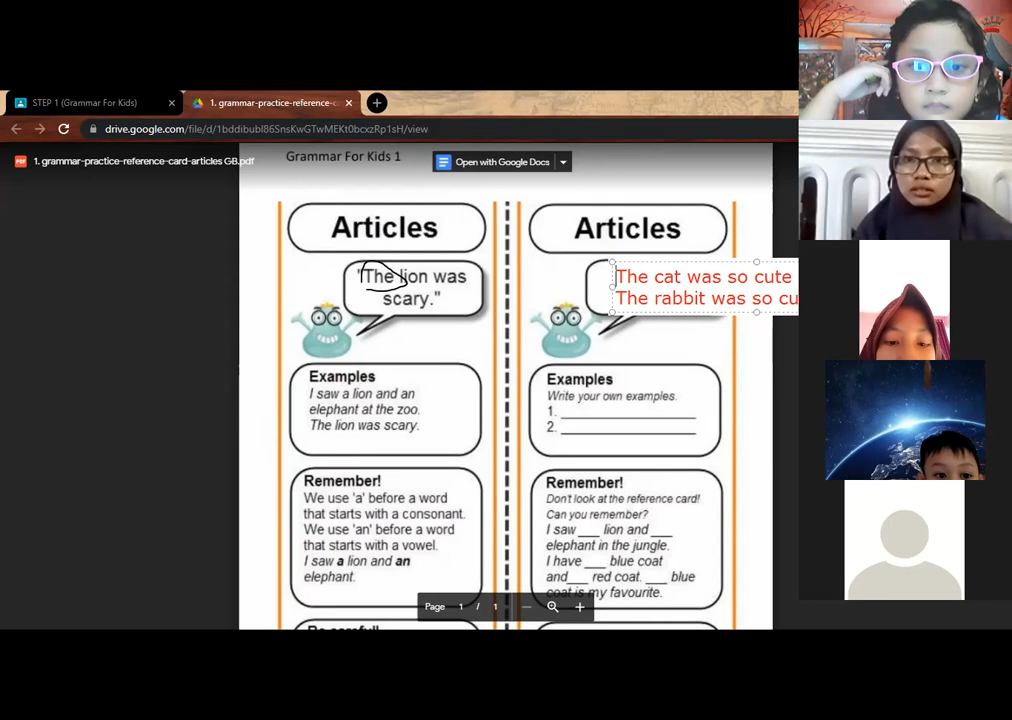 STEP 1 (Grammar For Kids)
1. grammar-practice-reference-c
drive.google.com/file/d/1bddibubl86SnsKwGTwMEKt0bcxzRp1sH/view
1. grammar-practice-reference-card-articles GB.pdf
Grammar For Kids 1
Open with Google Docs
Articles
"The lion was
scary."
Examples
I saw a lion and an
elephant at the zoo.
The lion was scary.
Remember!
We use 'a' before a word
that starts with a consonant.
We use 'an' before a word
that starts with a vowel.
I saw a lion and an
elephant.
Articles
The cat was so cute
The rabbit was so cu
Examples
Write your own examples.
1. ___
2. ___
Remember!
Don't look at the reference card!
Can you remember?
I saw ___ lion and ___
elephant in the jungle.
I have ___ blue coat
and___ red coat. ___ blue
coat is my favourite.
Page 1 / 1